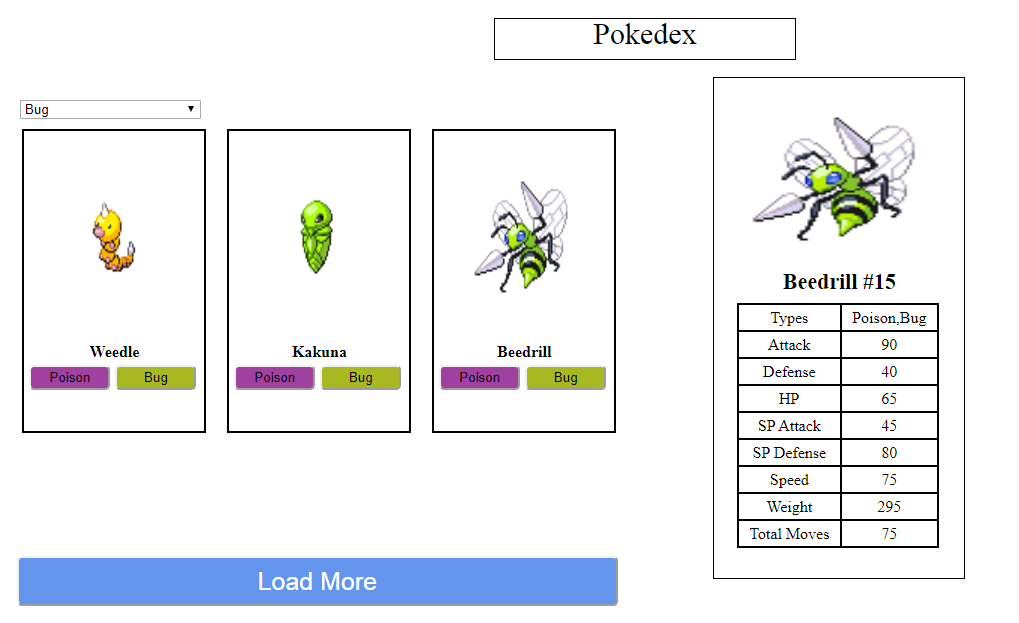 Pokedex
Bug
Weedle
Poison Bug
Kakuna
Poison Bug
Beedrill
Poison Bug
Load More
Beedrill #15
Types Poison,Bug
Attack 90
Defense 40
HP 65
SP Attack 45
SP Defense 80
Speed 75
Weight 295
Total Moves 75